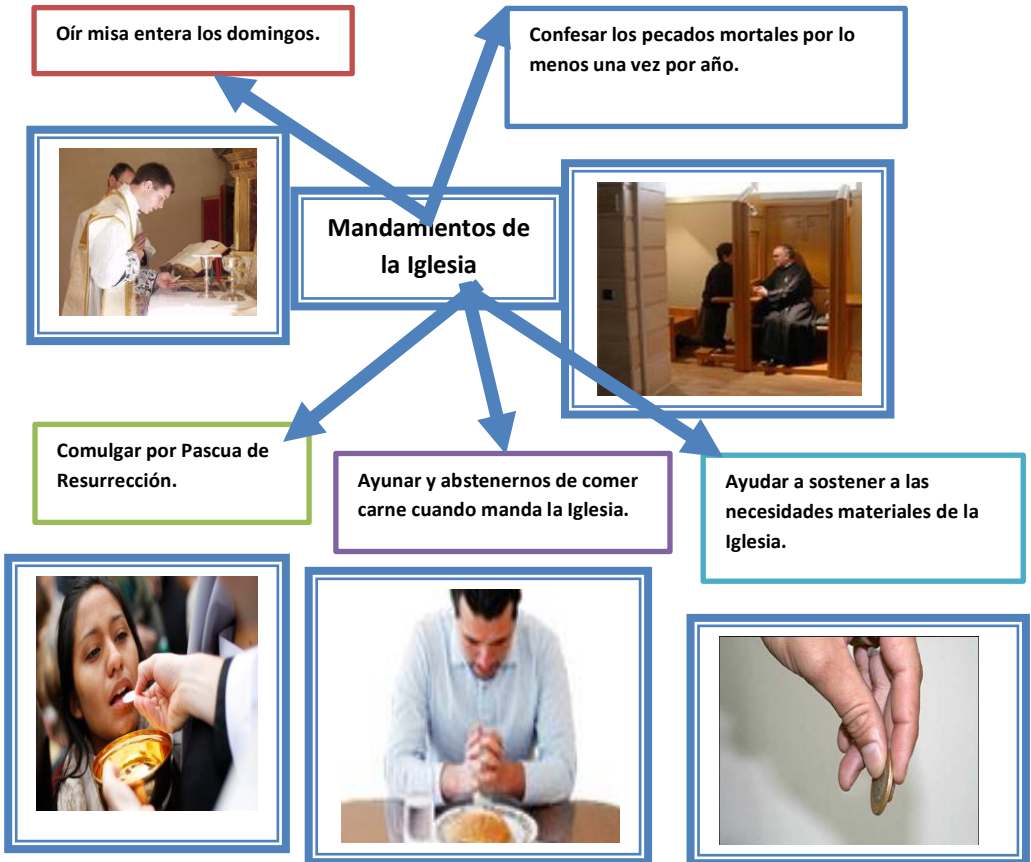 Oír misa entera los domingos.
Confesar los pecados mortales por lo
menos una vez por año.
Mandamientos de
la Iglesia
Comulgar por Pascua de
Resurrección.
Ayunar y abstenernos de comer
carne cuando manda la Iglesia.
Ayudar a sostener a las
necesidades materiales de la
Iglesia.